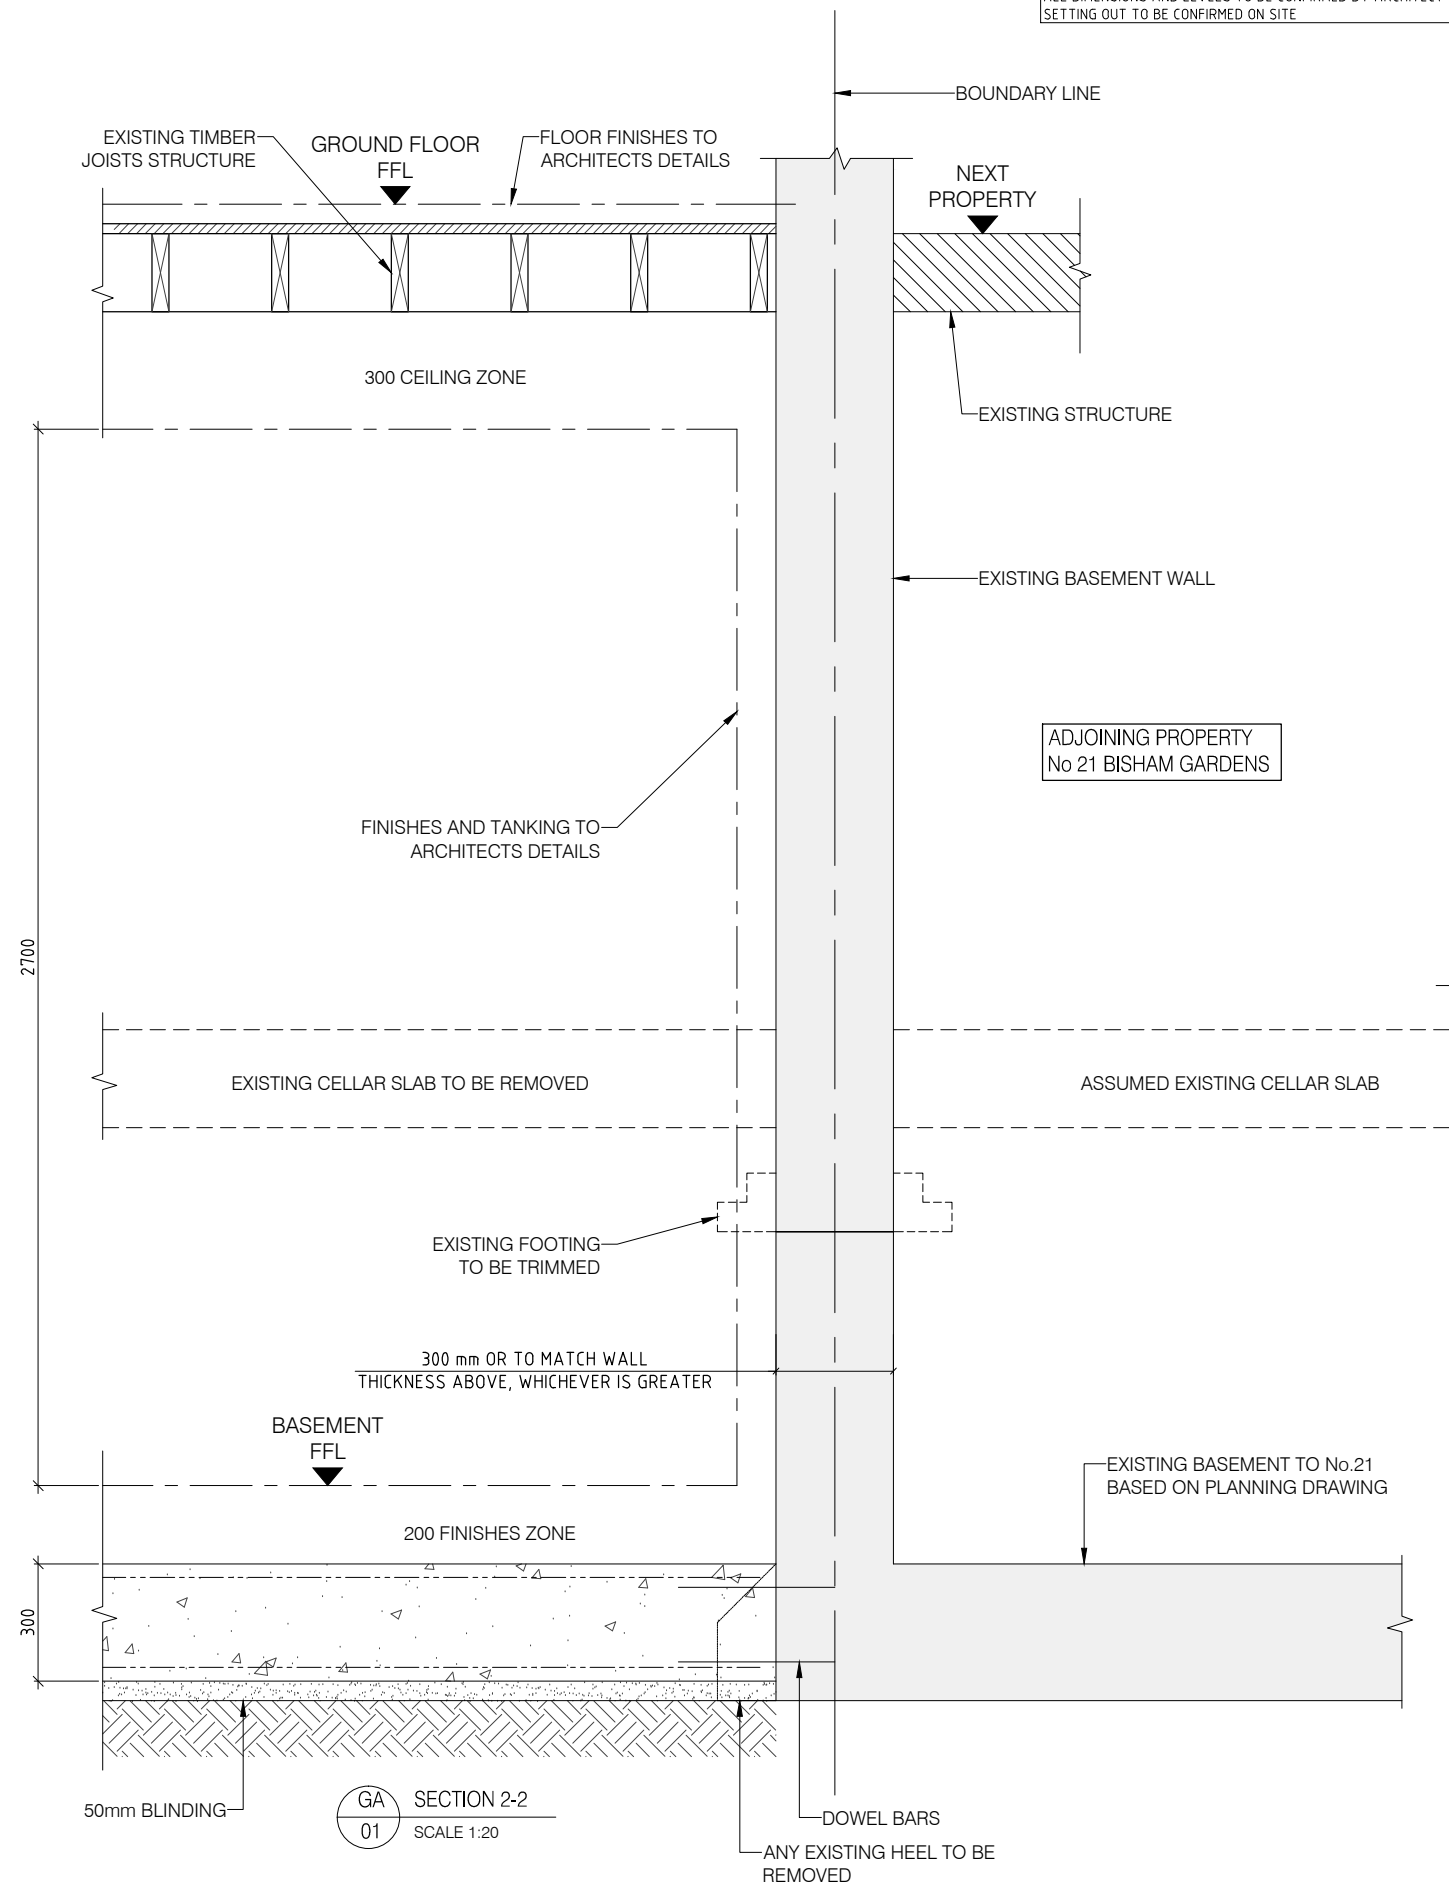 SETTING OUT TO BE CONFIRMED ON SITE
BOUNDARY LINE
EXISTING TIMBER
JOISTS STRUCTURE
GROUND FLOOR
FFL
FLOOR FINISHES TO
ARCHITECTS DETAILS
NEXT
PROPERTY
300 CEILING ZONE
EXISTING STRUCTURE
EXISTING BASEMENT WALL
ADJOINING PROPERTY
No 21 BISHAM GARDENS
FINISHES AND TANKING TO
ARCHITECTS DETAILS
2700
EXISTING CELLAR SLAB TO BE REMOVED
ASSUMED EXISTING CELLAR SLAB
EXISTING FOOTING
TO BE TRIMMED
300 mm OR TO MATCH WALL
THICKNESS ABOVE, WHICHEVER IS GREATER
BASEMENT
FFL
EXISTING BASEMENT TO No.21
BASED ON PLANNING DRAWING
200 FINISHES ZONE
300
50mm BLINDING
GA
01
SECTION 2-2
SCALE 1:20
DOWEL BARS
ANY EXISTING HEEL TO BE
REMOVED